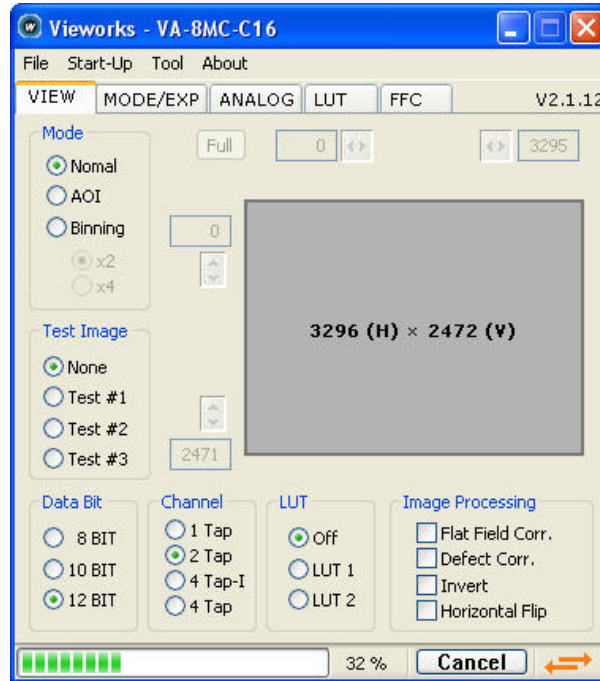 Vieworks - VA-8MC-C16
File Start-Up Tool About
VIEW MODE/EXP ANALOG LUT FFC V2.1.12
Mode
Nomal
AOI
Binning
x2
x4
Full 0 3295
0
3296 (H) × 2472 (V)
2471
Test Image
None
Test #1
Test #2
Test #3
Data Bit
8 BIT
10 BIT
12 BIT
Channel
1 Tap
2 Tap
4 Tap-I
4 Tap
LUT
Off
LUT 1
LUT 2
Image Processing
Flat Field Corr.
Defect Corr.
Invert
Horizontal Flip
32 % Cancel